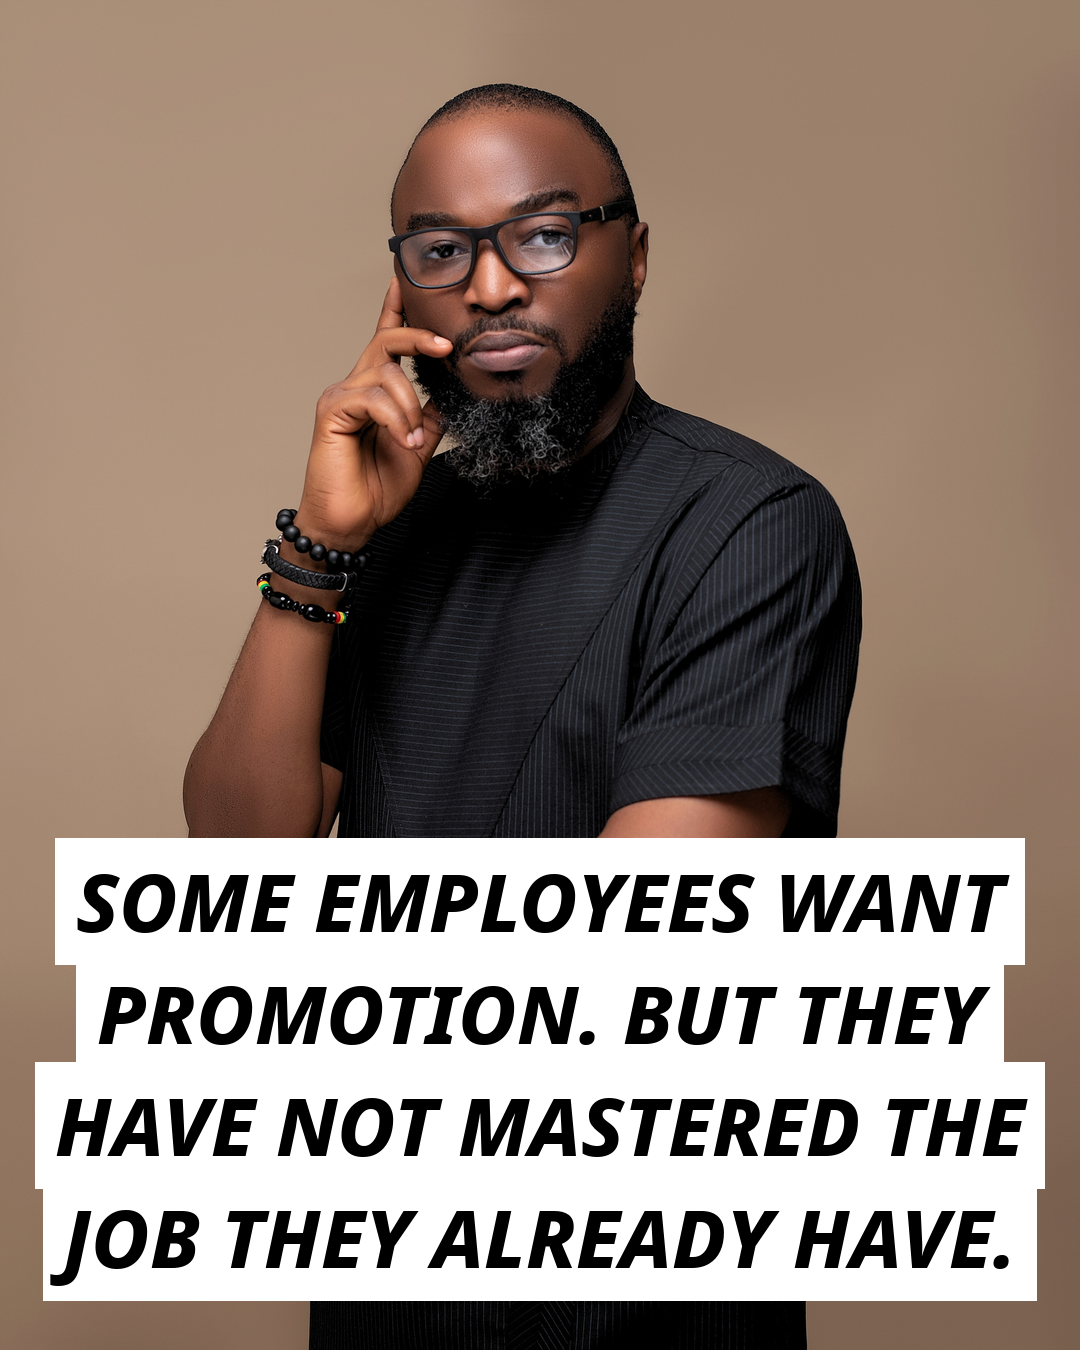 SOME EMPLOYEES WANT
PROMOTION. BUT THEY
HAVE NOT MASTERED THE
JOB THEY ALREADY HAVE.